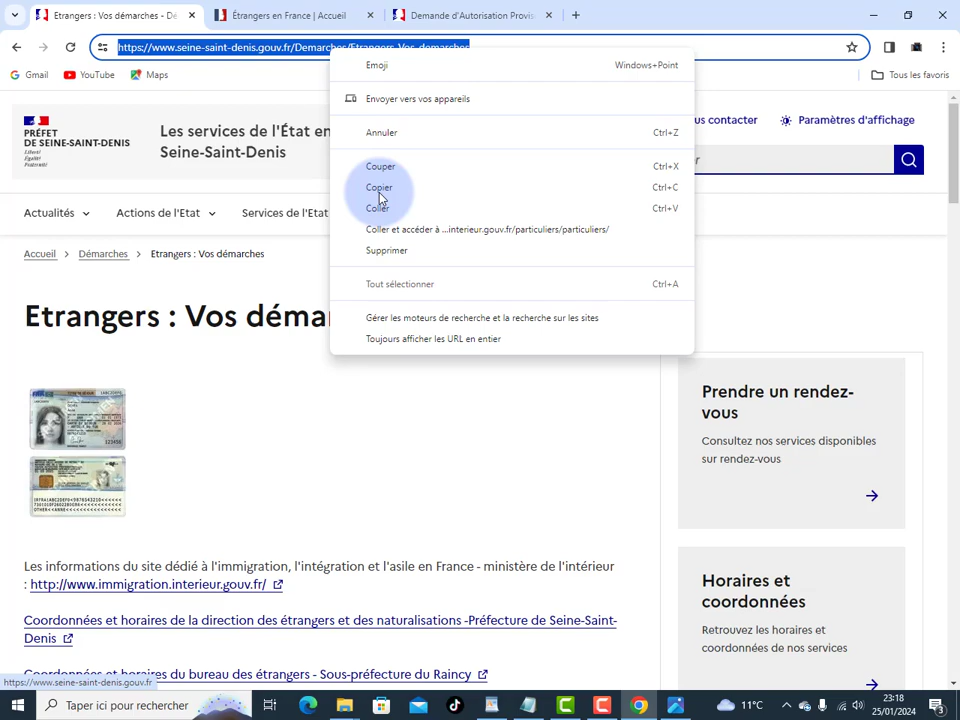 Etrangers : Vos démarches - Dé
Étrangers en France | Accueil
Demande d'Autorisation Provis
https://www.seine-saint-denis.gouv.fr/Demarches/Etrangers-Vos-demarches
Gmail
YouTube
Maps
Tous les favoris
Emoji
Windows+Point
Envoyer vers vos appareils
Annuler
Ctrl+Z
Couper
Ctrl+X
Copier
Ctrl+C
Coller
Ctrl+V
Coller et accéder à ...interieur.gouv.fr/particuliers/particuliers/
Supprimer
Tout sélectionner
Ctrl+A
Gérer les moteurs de recherche et la recherche sur les sites
Toujours afficher les URL en entier
PRÉFET
DE SEINE-SAINT-DENIS
Liberté
Égalité
Fraternité
Les services de l'État en
Seine-Saint-Denis
us contacter
Paramètres d'affichage
r
Actualités
Actions de l'Etat
Services de l'Etat
Accueil
Démarches
Etrangers : Vos démarches
Etrangers : Vos déma
Prendre un rendez-
vous
Consultez nos services disponibles
sur rendez-vous
Les informations du site dédié à l'immigration, l'intégration et l'asile en France - ministère de l'intérieur
: http://www.immigration.interieur.gouv.fr/
Coordonnées et horaires de la direction des étrangers et des naturalisations -Préfecture de Seine-Saint-
Denis
Coordonnées et horaires du bureau des étrangers - Sous-préfecture du Raincy
Horaires et
coordonnées
Retrouvez les horaires et
coordonnées de nos services
https://www.seine-saint-denis.gouv.fr
Taper ici pour rechercher
11°C
23:18
25/01/2024
3